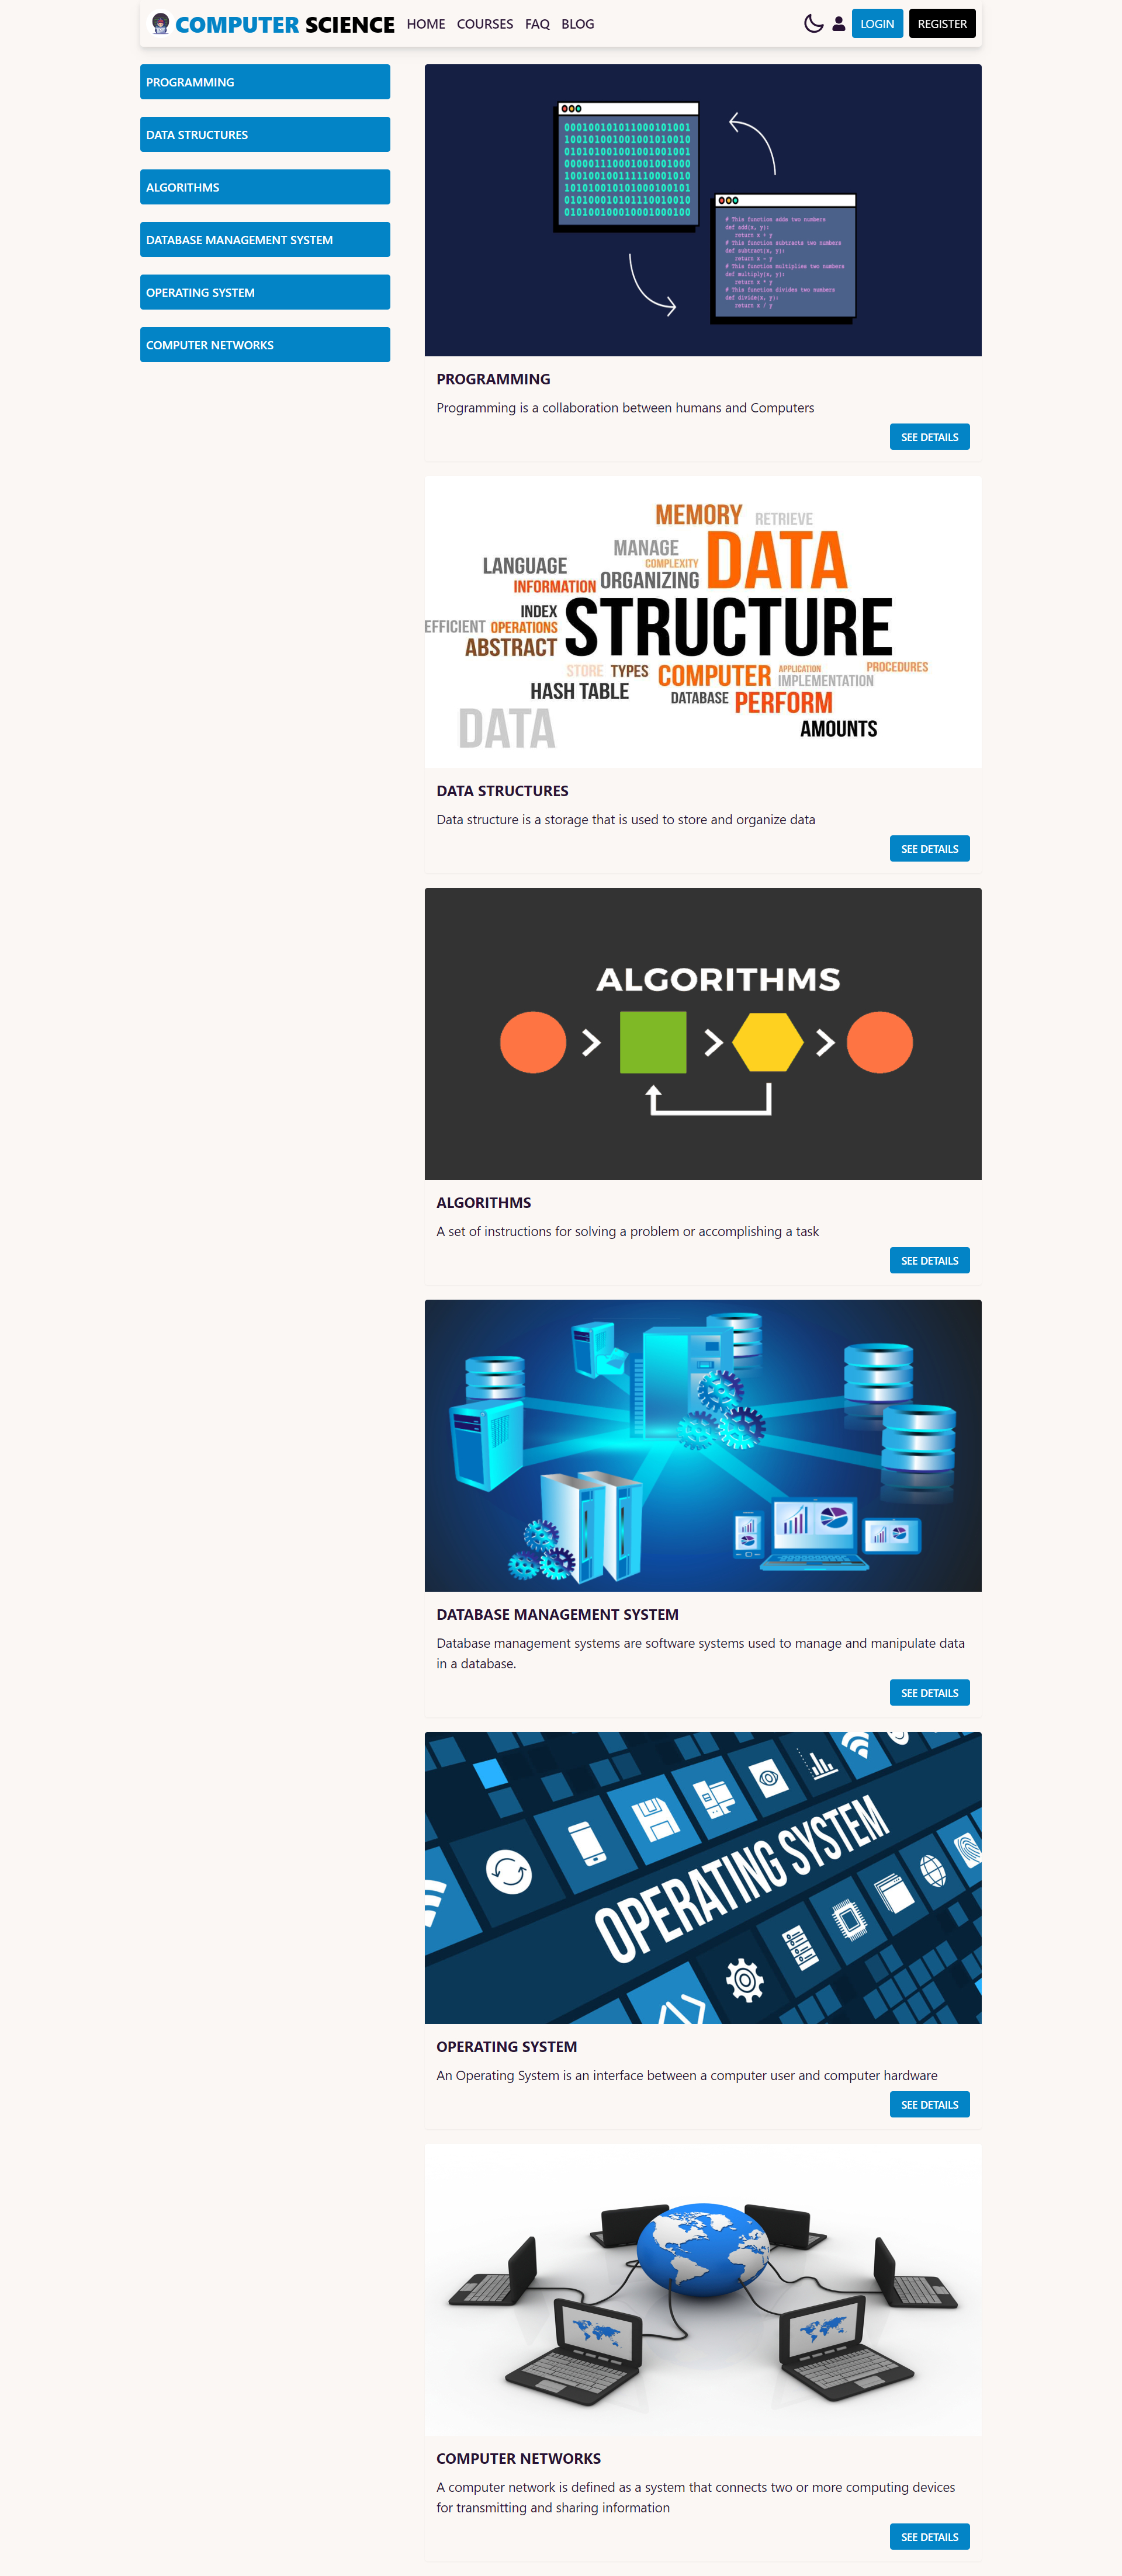 COMPUTER SCIENCE HOME COURSES FAQ BLOG LOGIN REGISTER
PROGRAMMING
DATA STRUCTURES
ALGORITHMS
DATABASE MANAGEMENT SYSTEM
OPERATING SYSTEM
COMPUTER NETWORKS
000100101011000101001
100101001001001010010
010101001001001001001
000001110001001001000
100100100111110001010
101010010101000100101
010100010101110010010
010100100010001000100
# This function adds two numbers
def add(x, y):
return x + y
# This function subtracts two numbers
def subtract(x, y):
return x - y
# This function multiplies two numbers
def multiply(x, y):
return x * y
# This function divides two numbers
def divide(x, y):
return x / y
PROGRAMMING
Programming is a collaboration between humans and Computers
SEE DETAILS
MEMORY RETRIEVE
MANAGE DATA
LANGUAGE COMPLEXITY
INFORMATION ORGANIZING
INDEX STRUCTURE
EFFICIENT OPERATIONS
ABSTRACT
STORE TYPES COMPUTER APPLICATION PROCEDURES
IMPLEMENTATION
HASH TABLE DATABASE PERFORM
DATA AMOUNTS
DATA STRUCTURES
Data structure is a storage that is used to store and organize data
SEE DETAILS
ALGORITHMS
ALGORITHMS
A set of instructions for solving a problem or accomplishing a task
SEE DETAILS
DATABASE MANAGEMENT SYSTEM
Database management systems are software systems used to manage and manipulate data
in a database.
SEE DETAILS
OPERATING SYSTEM
OPERATING SYSTEM
An Operating System is an interface between a computer user and computer hardware
SEE DETAILS
COMPUTER NETWORKS
A computer network is defined as a system that connects two or more computing devices
for transmitting and sharing information
SEE DETAILS